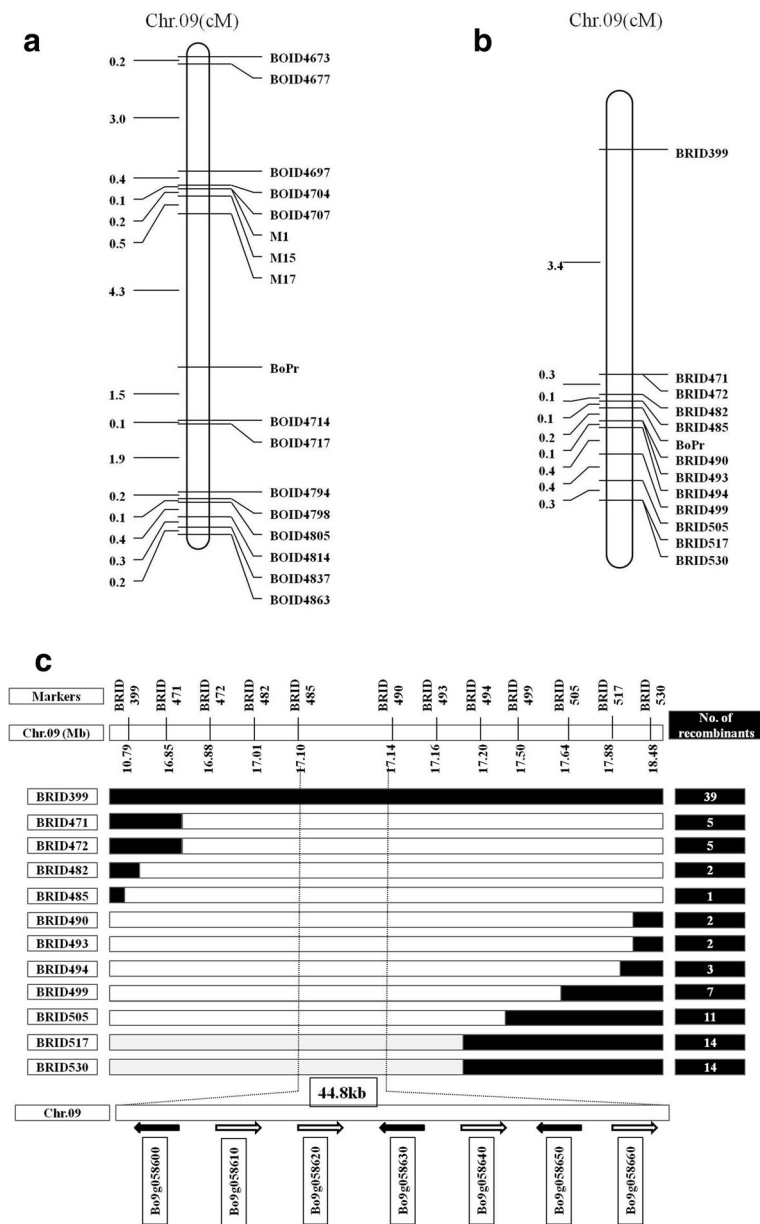 a
Chr.09(cM)
0.2
3.0
0.4
0.1
0.2
0.5
4.3
1.5
0.1
1.9
0.2
0.1
0.4
0.3
0.2
BOID4673
BOID4677
BOID4697
BOID4704
BOID4707
M1
M15
M17
BoPr
BOID4714
BOID4717
BOID4794
BOID4798
BOID4805
BOID4814
BOID4837
BOID4863
b
Chr.09(cM)
3.4
0.3
0.1
0.1
0.2
0.1
0.4
0.4
0.3
BRID399
BRID471
BRID472
BRID482
BRID485
BoPr
BRID490
BRID493
BRID494
BRID499
BRID505
BRID517
BRID530
c
Markers
BRID 399
BRID 471
BRID 472
BRID 482
BRID 485
BRID 490
BRID 493
BRID 494
BRID 499
BRID 505
BRID 517
BRID 530
No. of
recombinants
Chr.09 (Mb)
10.79
16.85
16.88
17.01
17.10
17.14
17.16
17.20
17.50
17.64
17.88
18.48
BRID399 39
BRID471 5
BRID472 5
BRID482 2
BRID485 1
BRID490 2
BRID493 2
BRID494 3
BRID499 7
BRID505 11
BRID517 14
BRID530 14
44.8kb
Chr.09
Bo9g058600
Bo9g058610
Bo9g058620
Bo9g058630
Bo9g058640
Bo9g058650
Bo9g058660